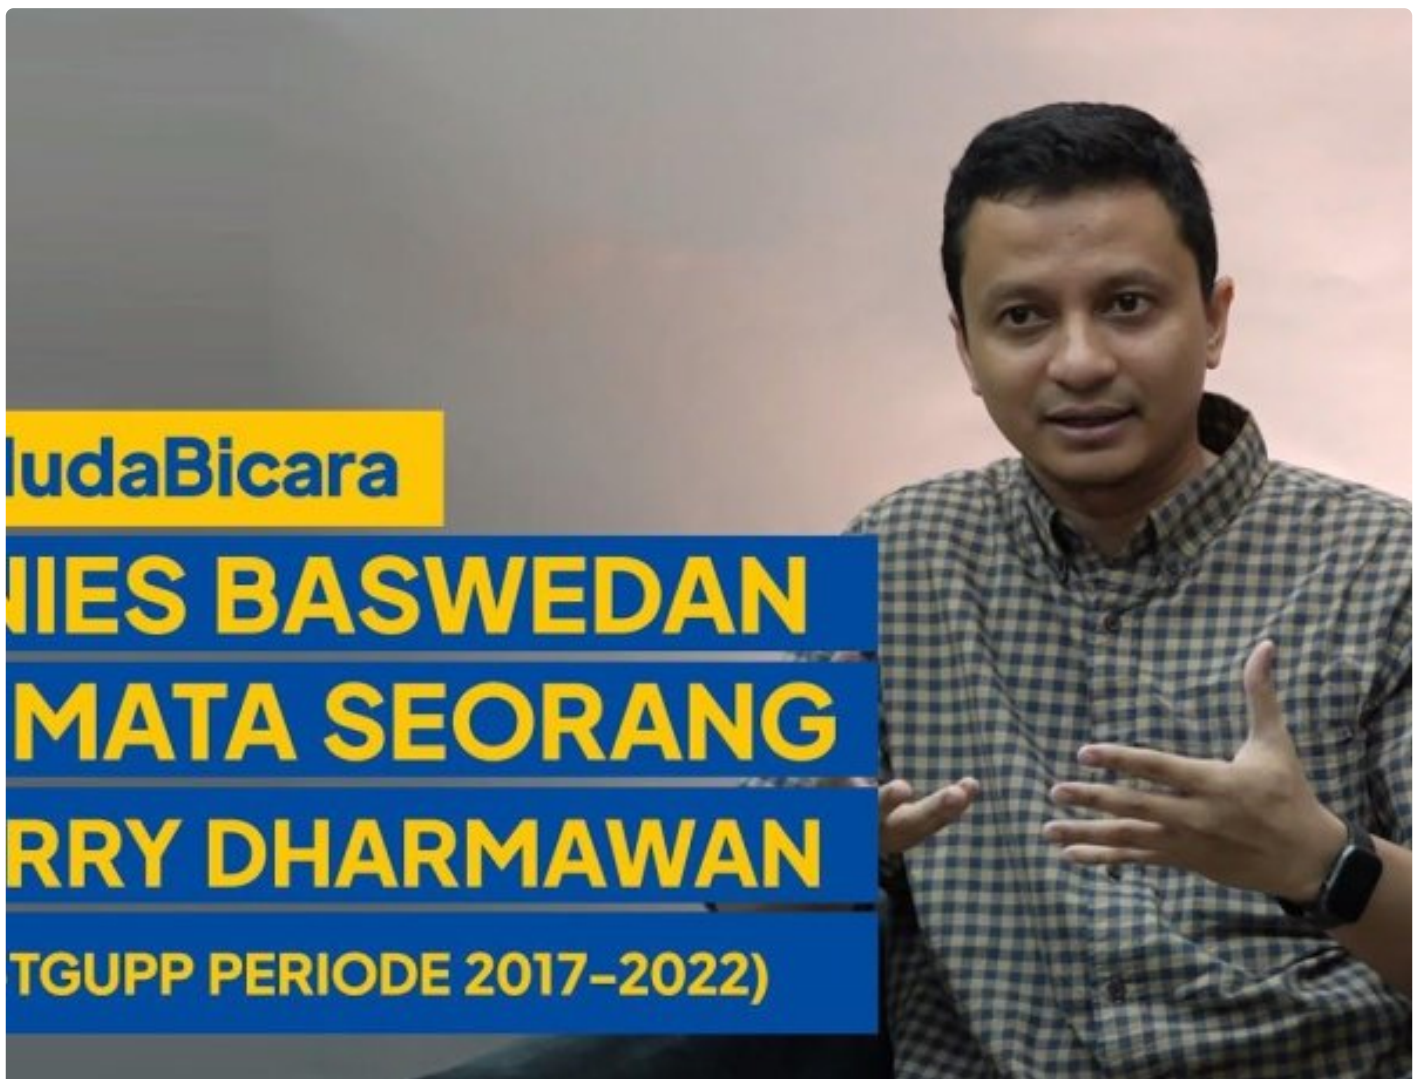 udaBicara
NIES BASWEDAN
MATA SEORANG
RRY DHARMAWAN
TGUPP PERIODE 2017–2022)